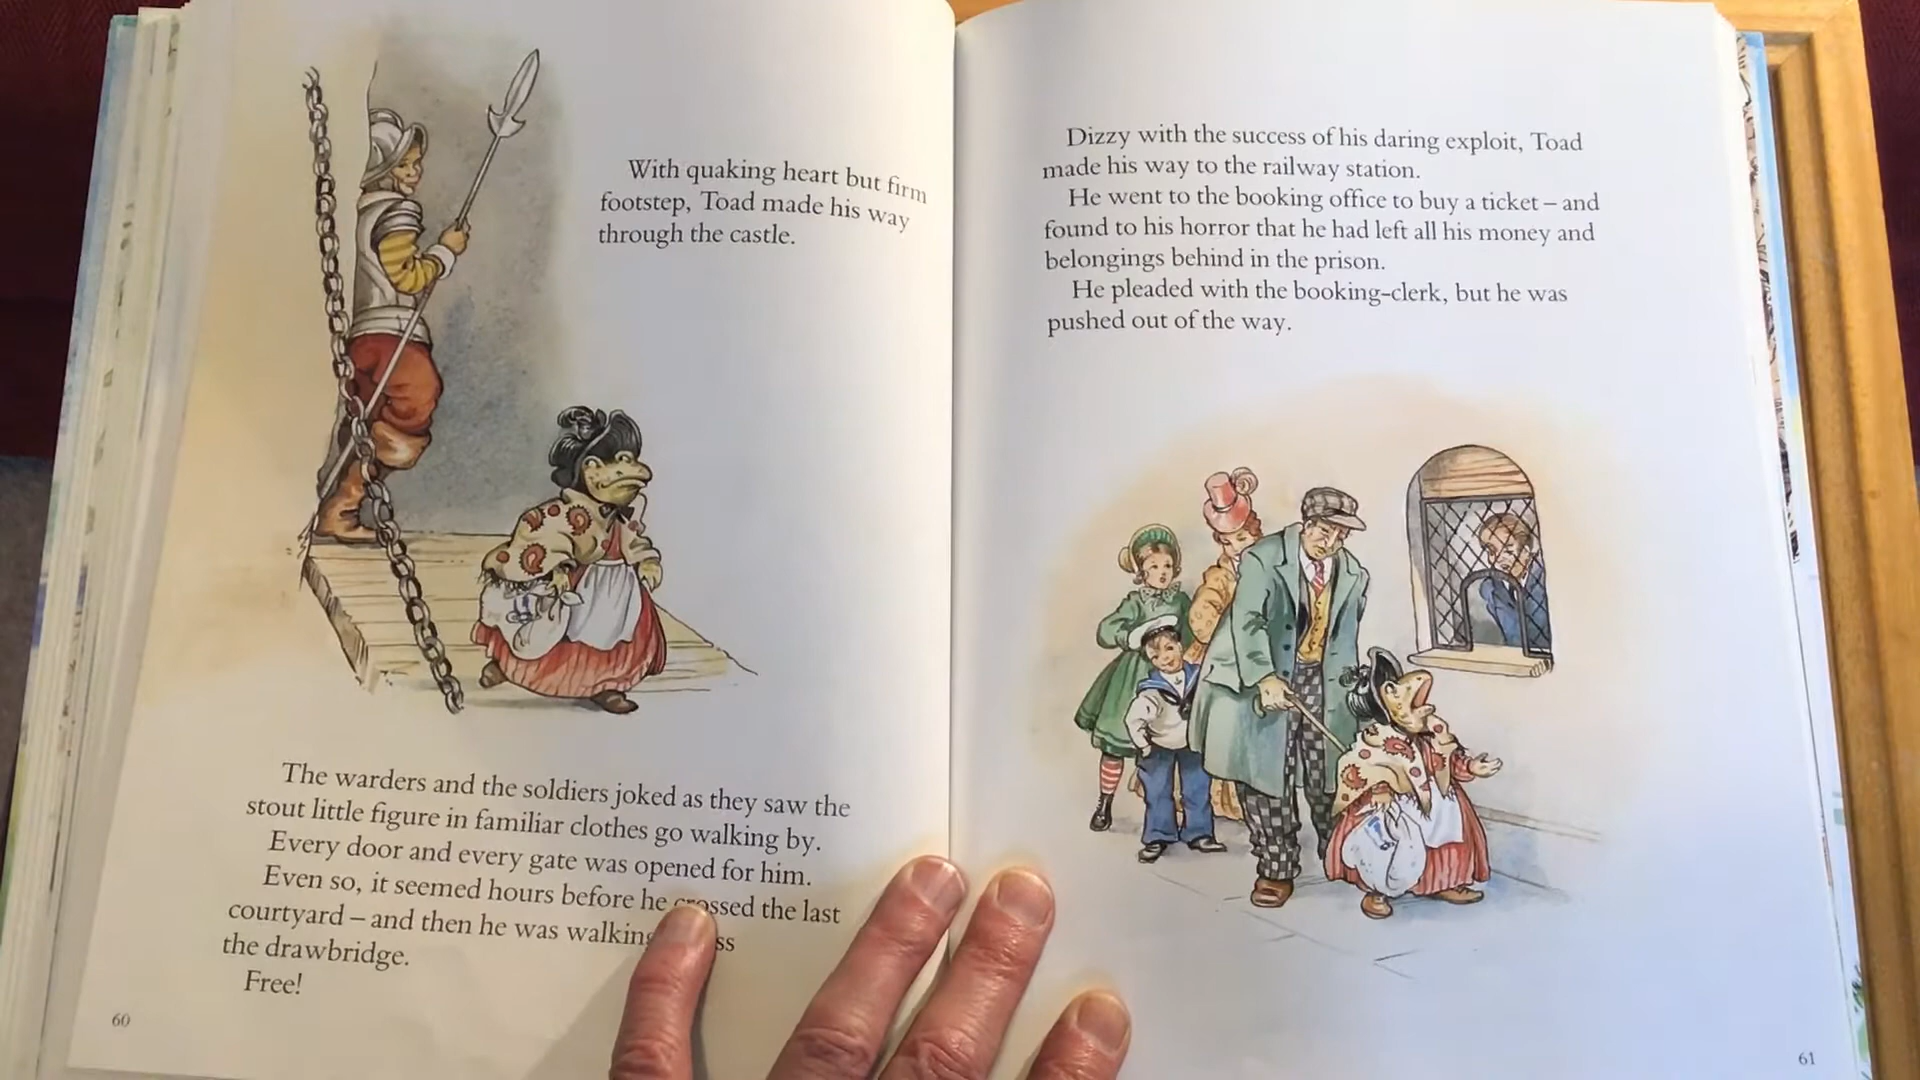 With quaking heart but firm
footstep, Toad made his way
through the castle.
The warders and the soldiers joked as they saw the
stout little figure in familiar clothes go walking by.
Every door and every gate was opened for him.
Even so, it seemed hours before he crossed the last
courtyard – and then he was walking
the drawbridge.
Free!
60
Dizzy with the success of his daring exploit, Toad
made his way to the railway station.
He went to the booking office to buy a ticket – and
found to his horror that he had left all his money and
belongings behind in the prison.
He pleaded with the booking-clerk, but he was
pushed out of the way.
61